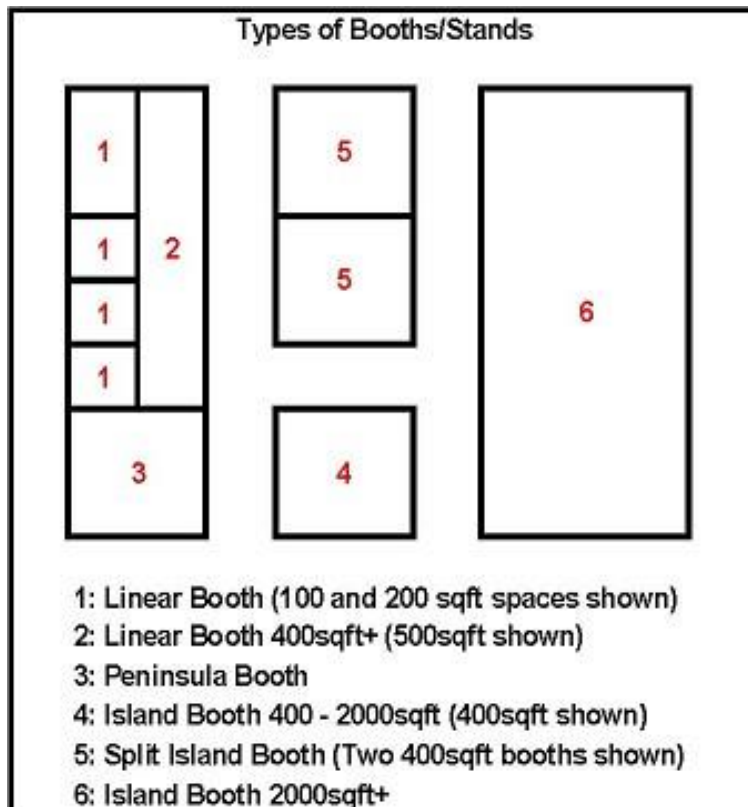 Types of Booths/Stands
1
5
1
2
5
6
1
1
3
4
1: Linear Booth (100 and 200 sqft spaces shown)
2: Linear Booth 400sqft+ (500sqft shown)
3: Peninsula Booth
4: Island Booth 400 - 2000sqft (400sqft shown)
5: Split Island Booth (Two 400sqft booths shown)
6: Island Booth 2000sqft+